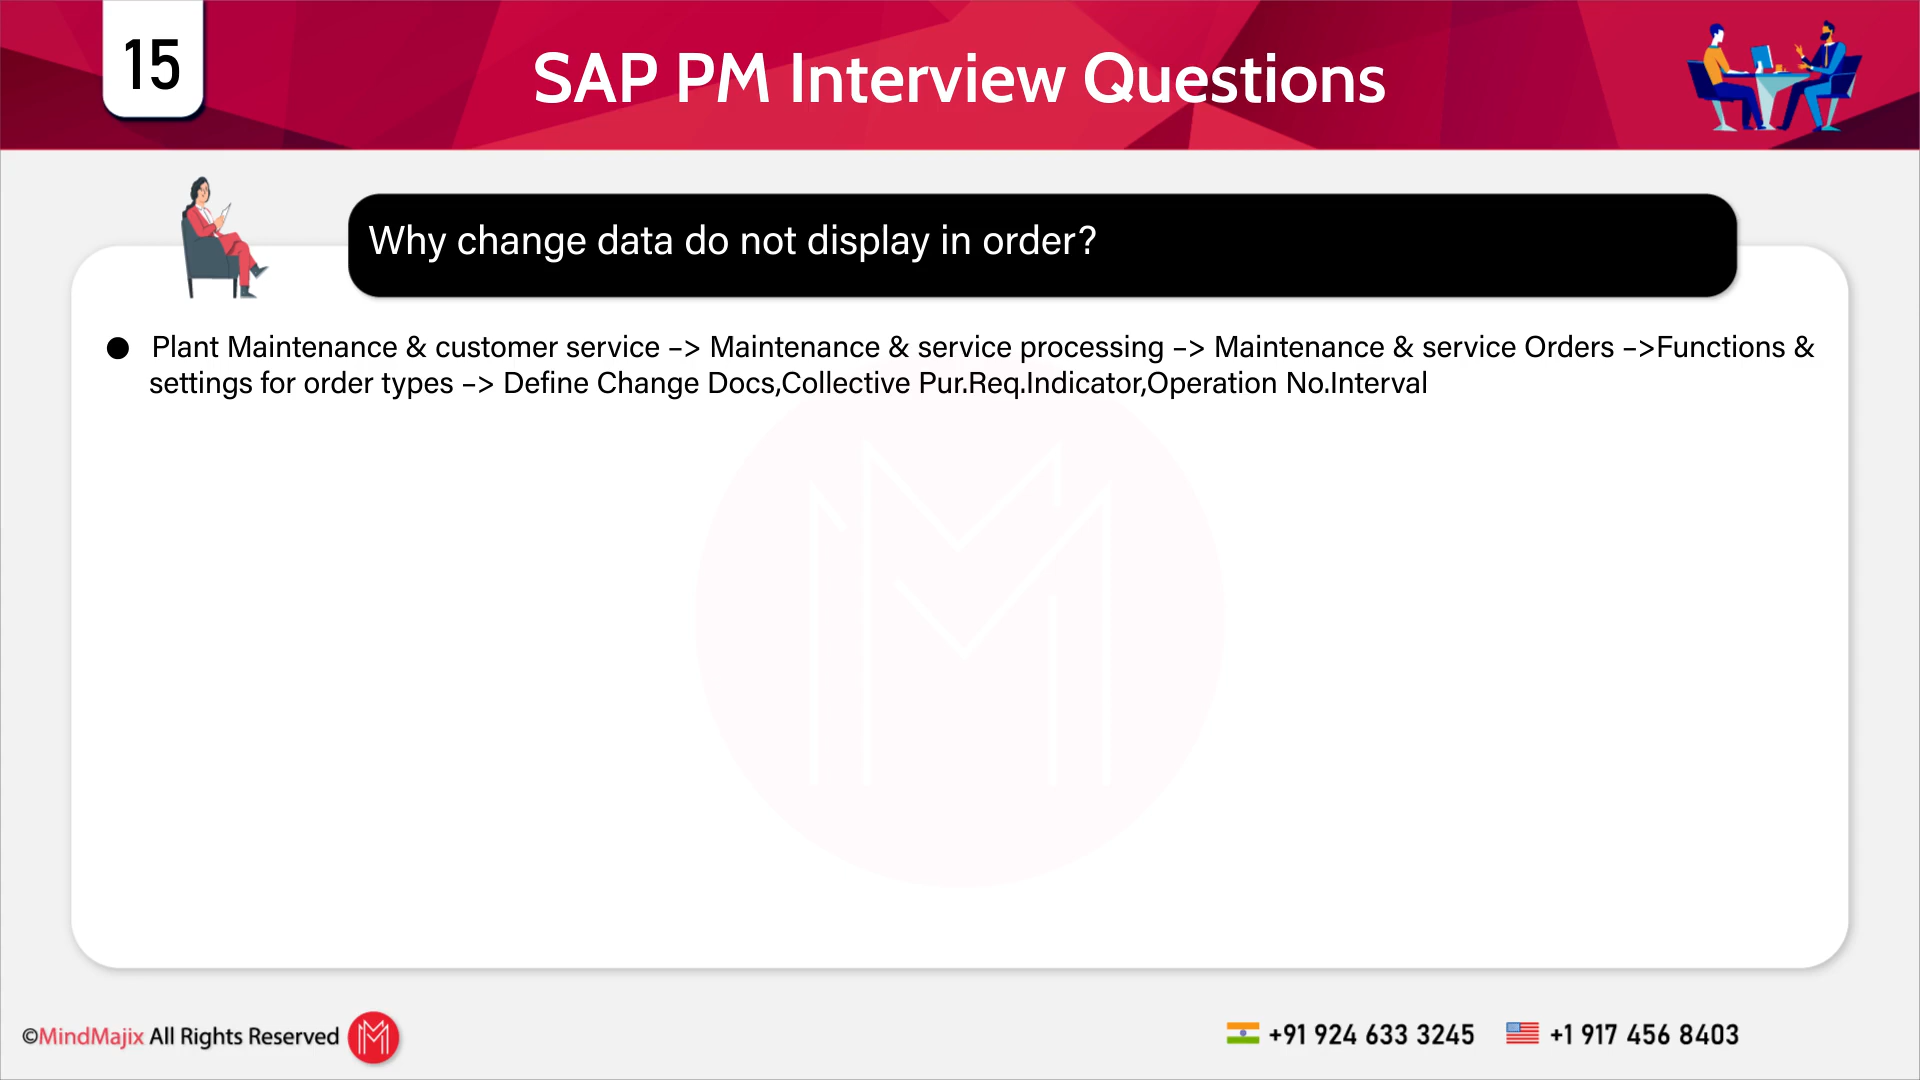 15
SAP PM Interview Questions
Why change data do not display in order?
● Plant Maintenance & customer service –> Maintenance & service processing –> Maintenance & service Orders –>Functions &
settings for order types –> Define Change Docs,Collective Pur.Req.Indicator,Operation No.Interval
©MindMajix All Rights Reserved
+91 924 633 3245
+1 917 456 8403